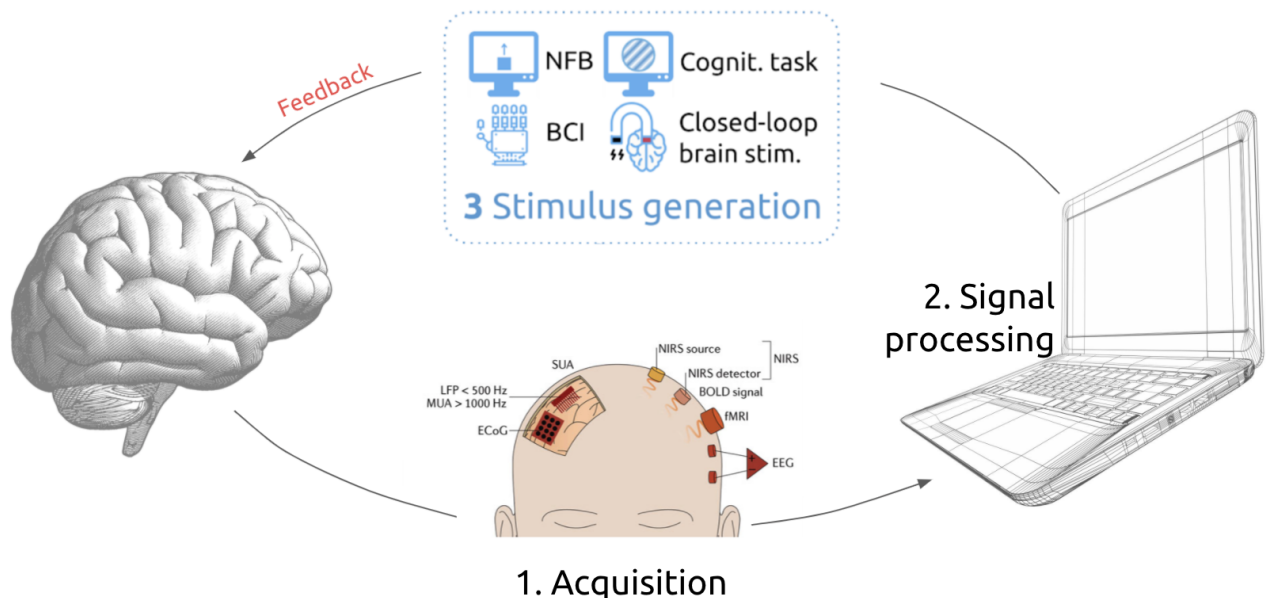 Feedback
NFB
Cognit. task
BCI
Closed-loop
brain stim.
3 Stimulus generation
2. Signal
processing
SUA
LFP < 500 Hz
MUA > 1000 Hz
ECoG
NIRS source
NIRS
NIRS detector
BOLD signal
fMRI
+
−
EEG
1. Acquisition